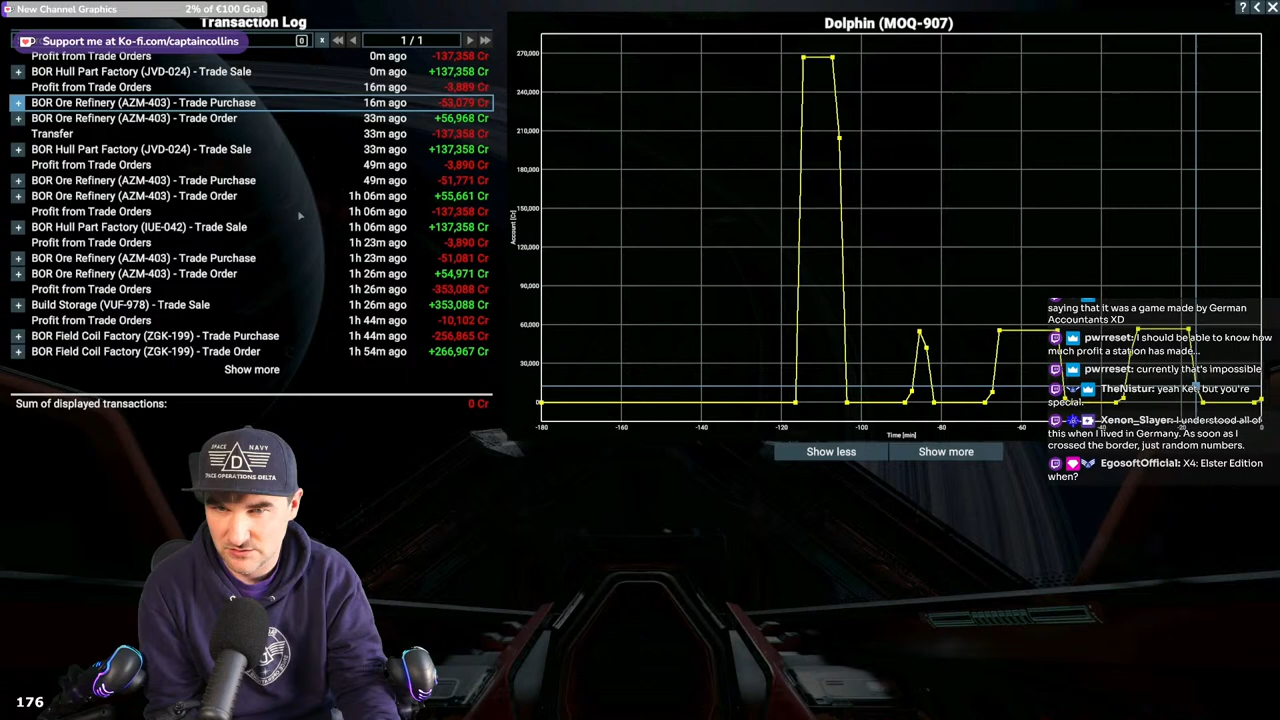 New Channel Graphics
2% of €100 Goal
Transaction Log
Support me at Ko-fi.com/captaincollins
0
x
1 / 1
Profit from Trade Orders 0m ago -137,358 Cr
+ BOR Hull Part Factory (JVD-024) - Trade Sale 0m ago +137,358 Cr
Profit from Trade Orders 16m ago -3,889 Cr
+ BOR Ore Refinery (AZM-403) - Trade Purchase 16m ago -53,079 Cr
+ BOR Ore Refinery (AZM-403) - Trade Order 33m ago +56,968 Cr
Transfer 33m ago -137,358 Cr
+ BOR Hull Part Factory (JVD-024) - Trade Sale 33m ago +137,358 Cr
Profit from Trade Orders 49m ago -3,890 Cr
+ BOR Ore Refinery (AZM-403) - Trade Purchase 49m ago -51,771 Cr
+ BOR Ore Refinery (AZM-403) - Trade Order 1h 06m ago +55,661 Cr
Profit from Trade Orders 1h 06m ago -137,358 Cr
+ BOR Hull Part Factory (IUE-042) - Trade Sale 1h 06m ago +137,358 Cr
Profit from Trade Orders 1h 23m ago -3,890 Cr
+ BOR Ore Refinery (AZM-403) - Trade Purchase 1h 23m ago -51,081 Cr
+ BOR Ore Refinery (AZM-403) - Trade Order 1h 26m ago +54,971 Cr
Profit from Trade Orders 1h 26m ago -353,088 Cr
+ Build Storage (VUF-978) - Trade Sale 1h 26m ago +353,088 Cr
Profit from Trade Orders 1h 44m ago -10,102 Cr
+ BOR Field Coil Factory (ZGK-199) - Trade Purchase 1h 44m ago -256,865 Cr
+ BOR Field Coil Factory (ZGK-199) - Trade Order 1h 54m ago +266,967 Cr
Show more
Sum of displayed transactions: 0 Cr
Dolphin (MOQ-907)
?
270,000
240,000
210,000
180,000
150,000
120,000
90,000
60,000
30,000
0
Account [Cr]
-180 -160 -140 -120 -100 -80 -60 -40 -20 0
Time [min]
Show less
Show more
saying that it was a game made by German
Accountants XD
pwrreset: I should be able to know how
much profit a station has made...
pwrreset: currently that's impossible
TheNistur: yeah Ket, but you're
special.
Xenon_Slayer: I understood all of
this when I lived in Germany. As soon as I
crossed the border, just random numbers.
EgosoftOfficial: X4: Elster Edition
when?
SPACE NAVY
D
SPACE OPERATIONS DELTA
176